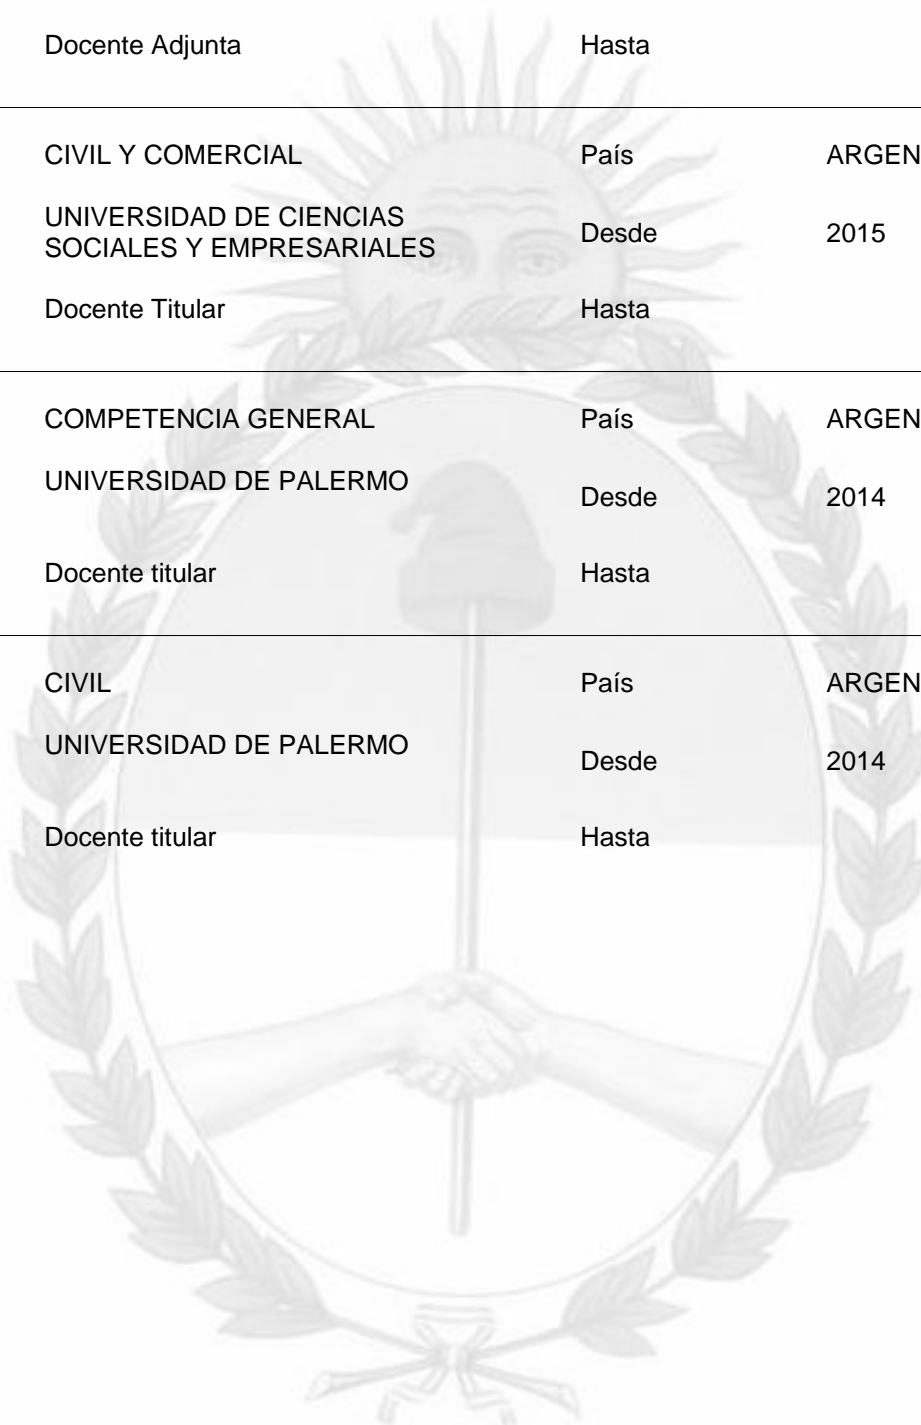 Docente Adjunta Hasta
CIVIL Y COMERCIAL País ARGEN
UNIVERSIDAD DE CIENCIAS
SOCIALES Y EMPRESARIALES Desde 2015
Docente Titular Hasta
COMPETENCIA GENERAL País ARGEN
UNIVERSIDAD DE PALERMO Desde 2014
Docente titular Hasta
CIVIL País ARGEN
UNIVERSIDAD DE PALERMO Desde 2014
Docente titular Hasta